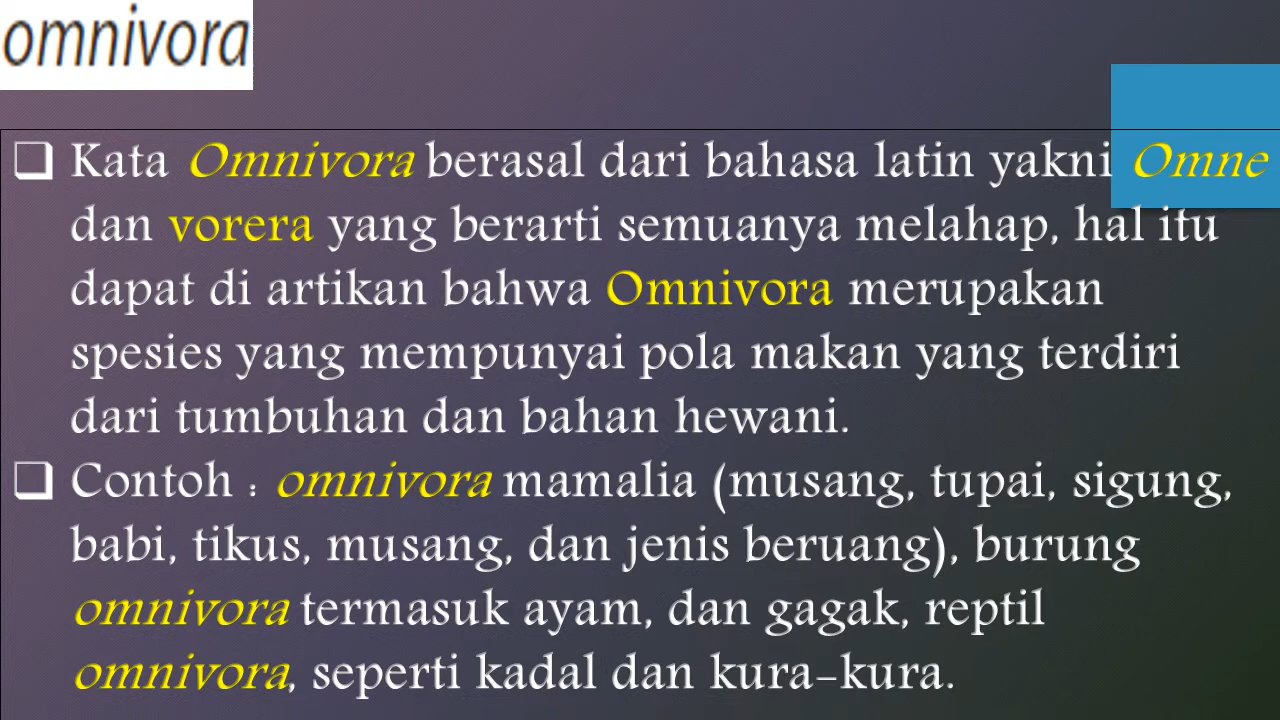 omnivora
❑ Kata Omnivora berasal dari bahasa latin yakni Omne
dan vorera yang berarti semuanya melahap, hal itu
dapat di artikan bahwa Omnivora merupakan
spesies yang mempunyai pola makan yang terdiri
dari tumbuhan dan bahan hewani.
❑ Contoh : omnivora mamalia (musang, tupai, sigung,
babi, tikus, musang, dan jenis beruang), burung
omnivora termasuk ayam, dan gagak, reptil
omnivora, seperti kadal dan kura-kura.